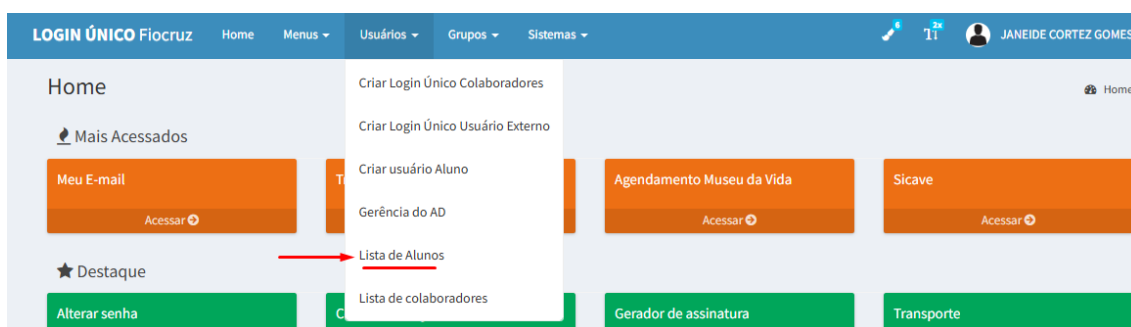 LOGIN ÚNICO Fiocruz Home Menus Usuários Grupos Sistemas 6 2x JANEIDE CORTEZ GOMES
Home
Home
Mais Acessados
Meu E-mail
Acessar
Agendamento Museu da Vida
Acessar
Sicave
Acessar
Criar Login Único Colaboradores
Criar Login Único Usuário Externo
Criar usuário Aluno
Gerência do AD
Lista de Alunos
Lista de colaboradores
Destaque
Alterar senha
Gerador de assinatura
Transporte